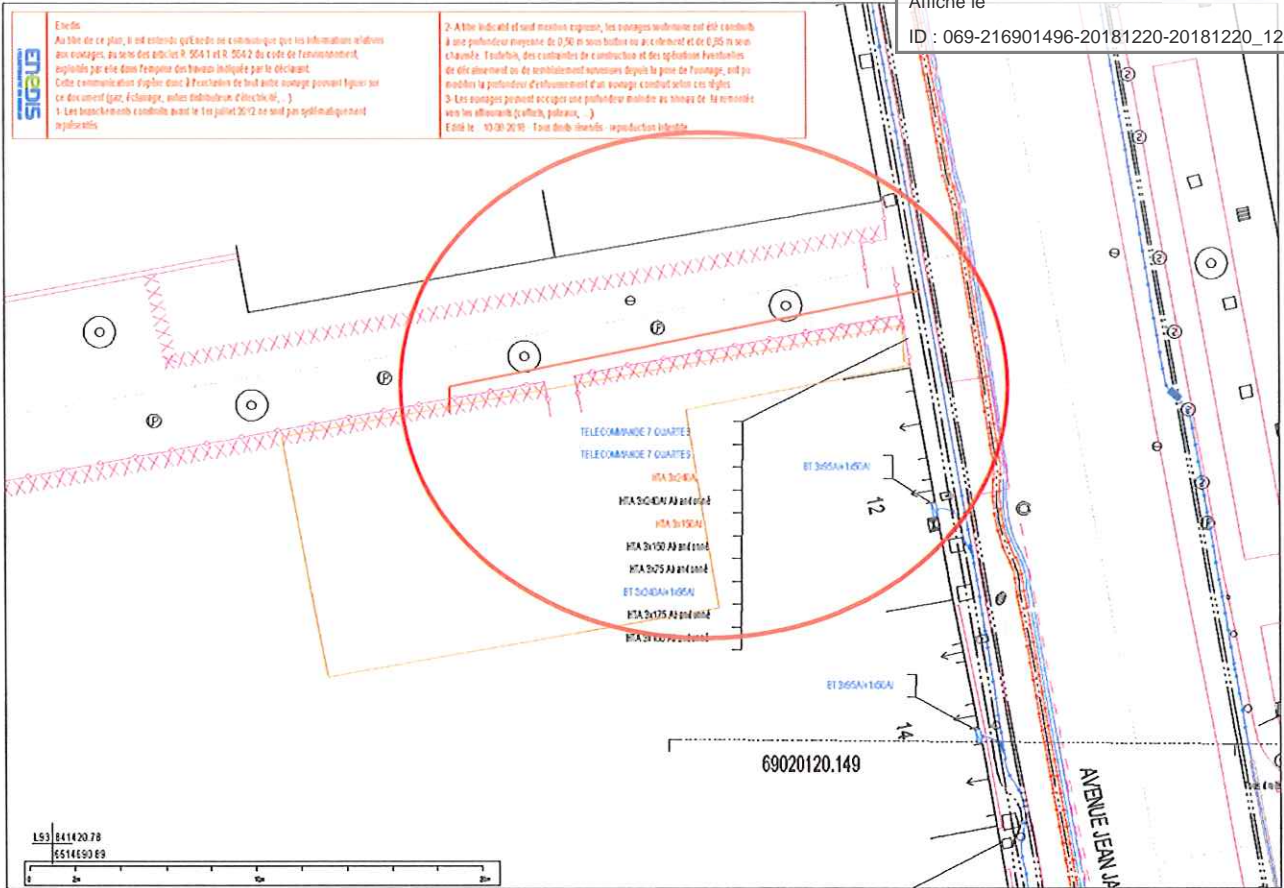 Affiché le
ID : 069-216901496-20181220-20181220_12
ENEDIS
Enedis
Au titre de ce plan, il est entendu qu'Enedis ne communique que les informations relatives
aux ouvrages, au sens des articles R. 554-1 et R. 554-2 du code de l'environnement,
exploités par elle dans l'emprise des travaux indiquée par le déclarant.
Cette communication s'opère donc à l'exclusion de tout autre ouvrage pouvant figurer sur
ce document (gaz, éclairage, autres distributeurs d'électricité, ...)
1- Les branchements construits avant le 1er juillet 2012 ne sont pas systématiquement
représentés
2- A titre indicatif et sauf mention expresse, les ouvrages souterrains ont été construits
à une profondeur moyenne de sous trottoir ou accotement et de sous
chaussée. Toutefois, des contraintes de construction et des opérations éventuelles
de décaissement ou de remblaiement survenues depuis la pose de l'ouvrage, ont pu
modifier la profondeur d'enfouissement d'un ouvrage construit selon ces règles
3- Les ouvrages peuvent occuper une profondeur moindre au niveau de la remontée
vers les affleurants (coffrets, poteaux, ...)
Edité le : Tous droits réservés - reproduction interdite
TELECOMMANDE 7 QUARTES
TELECOMMANDE 7 QUARTES
HTA 3x240Al
HTA 3x240Al Abandonné
HTA 3x150Al
HTA 3x150 Abandonné
HTA 3x75 Abandonné
BT 3x240Al+1x95Al
HTA Abandonné
HTA Abandonné
BT 3x95Al+1x50Al
12
BT 3x95Al+1x50Al
14
69020120.149
AVENUE JEAN JA
L93 841420.78
6514690.89
0 2m 10m 20m